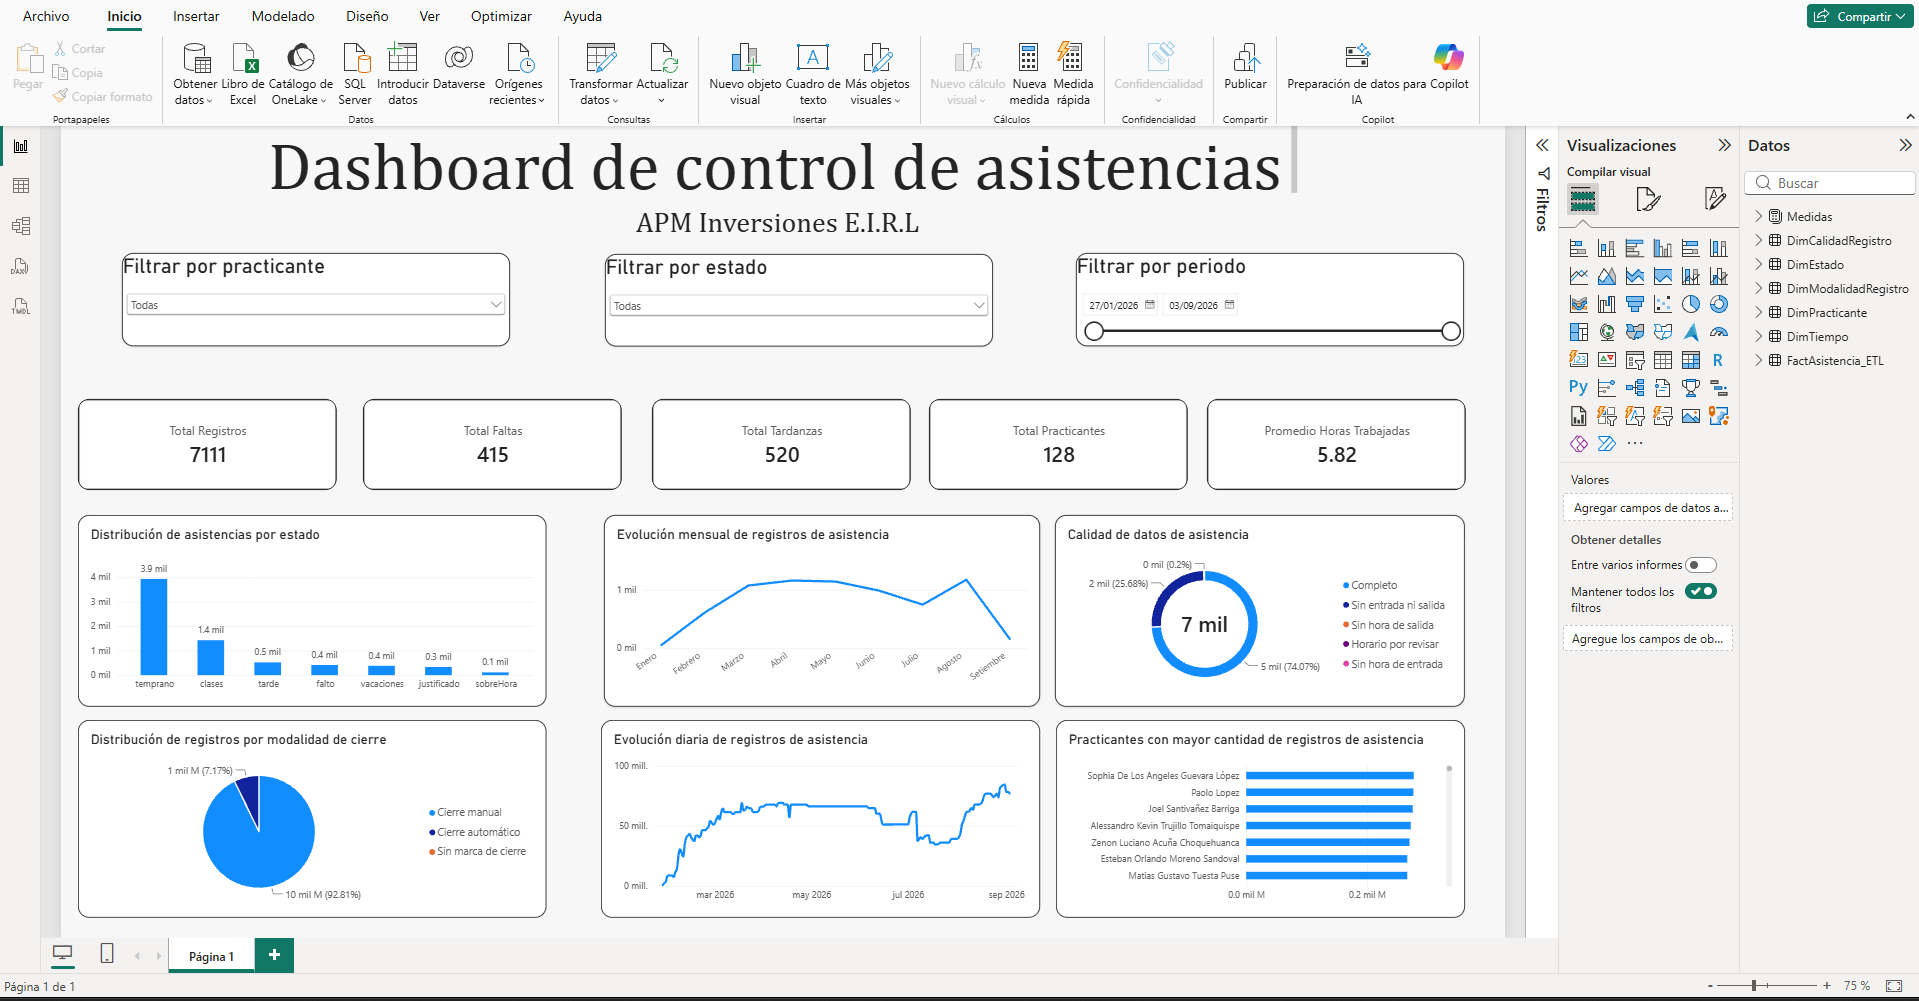 Archivo Inicio Insertar Modelado Diseño Ver Optimizar Ayuda Compartir
Pegar
Cortar
Copia
Copiar formato
Portapapeles
Obtener datos
Libro de Excel
Catálogo de OneLake
SQL Server
Introducir datos
Dataverse
Orígenes recientes
Datos
Transformar datos
Actualizar
Consultas
Nuevo objeto visual
Cuadro de texto
Más objetos visuales
Insertar
Nuevo cálculo visual
Nueva medida
Medida rápida
Cálculos
Confidencialidad
Confidencialidad
Publicar
Compartir
Preparación de datos para IA
Copilot
Copilot
DAX
TMDL
Dashboard de control de asistencias
APM Inversiones E.I.R.L
Filtrar por practicante
Todas
Filtrar por estado
Todas
Filtrar por periodo
27/01/2026 03/09/2026
Total Registros
7111
Total Faltas
415
Total Tardanzas
520
Total Practicantes
128
Promedio Horas Trabajadas
5.82
Distribución de asistencias por estado
4 mil
3 mil
2 mil
1 mil
0 mil
3.9 mil
1.4 mil
0.5 mil
0.4 mil
0.4 mil
0.3 mil
0.1 mil
temprano clases tarde falto vacaciones justificado sobreHora
Evolución mensual de registros de asistencia
1 mil
0 mil
Enero Febrero Marzo Abril Mayo Junio Julio Agosto Setiembre
Calidad de datos de asistencia
0 mil (0.2%)
2 mil (25.68%)
7 mil
5 mil (74.07%)
Completo
Sin entrada ni salida
Sin hora de salida
Horario por revisar
Sin hora de entrada
Distribución de registros por modalidad de cierre
1 mil M (7.17%)
10 mil M (92.81%)
Cierre manual
Cierre automático
Sin marca de cierre
Evolución diaria de registros de asistencia
100 mill.
50 mill.
0 mill.
mar 2026 may 2026 jul 2026 sep 2026
Practicantes con mayor cantidad de registros de asistencia
Sophia De Los Angeles Guevara López
Paolo Lopez
Joel Santivañez Barriga
Alessandro Kevin Trujillo Tomaiquispe
Zenon Luciano Acuña Choquehuanca
Esteban Orlando Moreno Sandoval
Matias Gustavo Tuesta Puse
0.0 mil M 0.2 mil M
Filtros
Visualizaciones
Compilar visual
123
R
Py
Valores
Agregar campos de datos a...
Obtener detalles
Entre varios informes
Mantener todos los filtros
Agregue los campos de ob...
Datos
Buscar
Medidas
DimCalidadRegistro
DimEstado
DimModalidadRegistro
DimPracticante
DimTiempo
FactAsistencia_ETL
Página 1
+
Página 1 de 1
- + 75 %